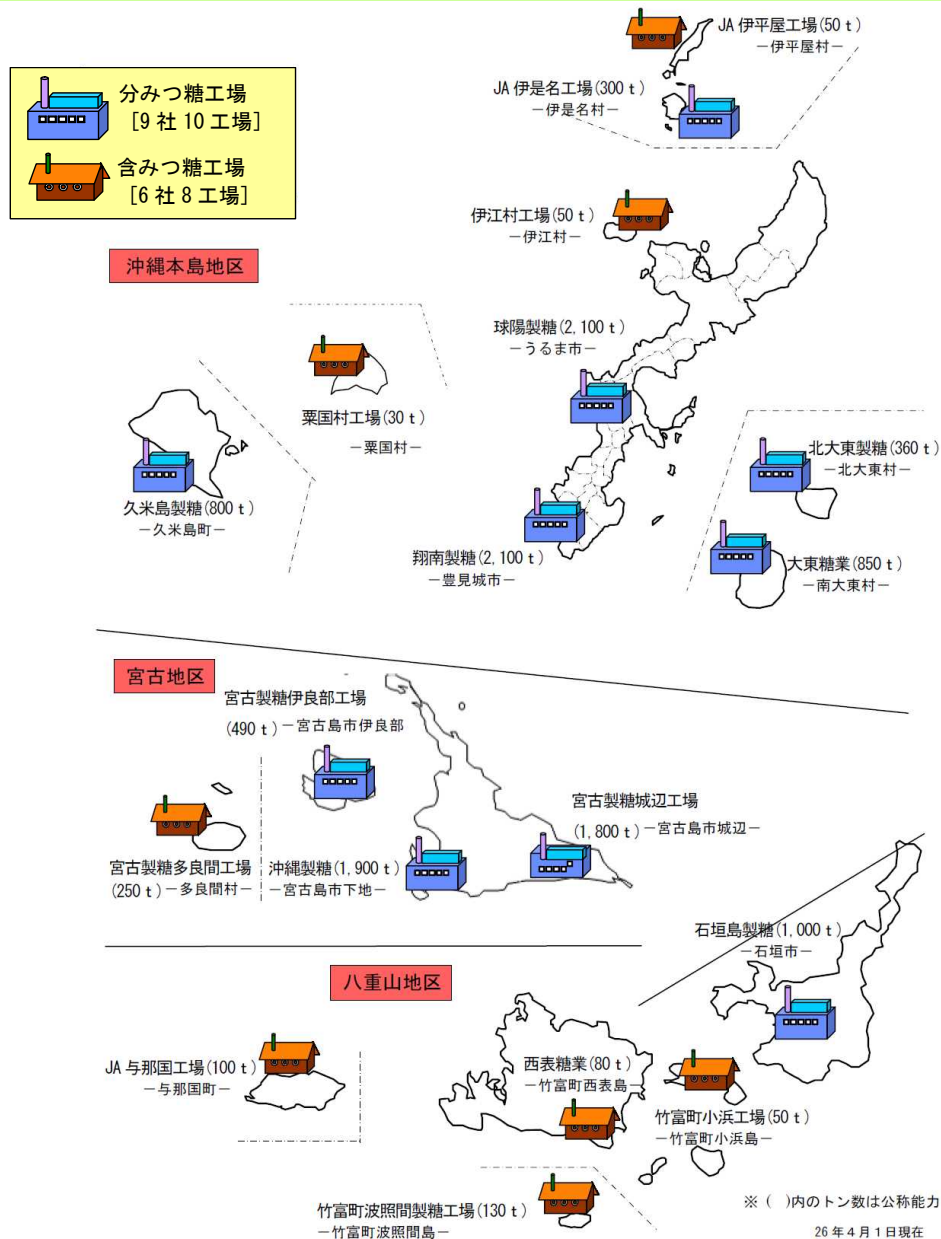 分みつ糖工場
[9社10工場]
含みつ糖工場
[6社8工場]
JA伊平屋工場(50t)
－伊平屋村－
JA伊是名工場(300t)
－伊是名村－
伊江村工場(50t)
－伊江村－
沖縄本島地区
球陽製糖(2,100t)
－うるま市－
粟国村工場(30t)
－粟国村－
久米島製糖(800t)
－久米島町－
翔南製糖(2,100t)
－豊見城市－
北大東製糖(360t)
－北大東村－
大東糖業(850t)
－南大東村－
宮古地区
宮古製糖伊良部工場
(490t)－宮古島市伊良部
宮古製糖城辺工場
(1,800t)－宮古島市城辺－
宮古製糖多良間工場
(250t)－多良間村－
沖縄製糖(1,900t)
－宮古島市下地－
石垣島製糖(1,000t)
－石垣市－
八重山地区
JA与那国工場(100t)
－与那国町－
西表糖業(80t)
－竹富町西表島－
竹富町小浜工場(50t)
－竹富町小浜島－
竹富町波照間製糖工場(130t)
－竹富町波照間島－
※( )内のトン数は公称能力
26年4月1日現在